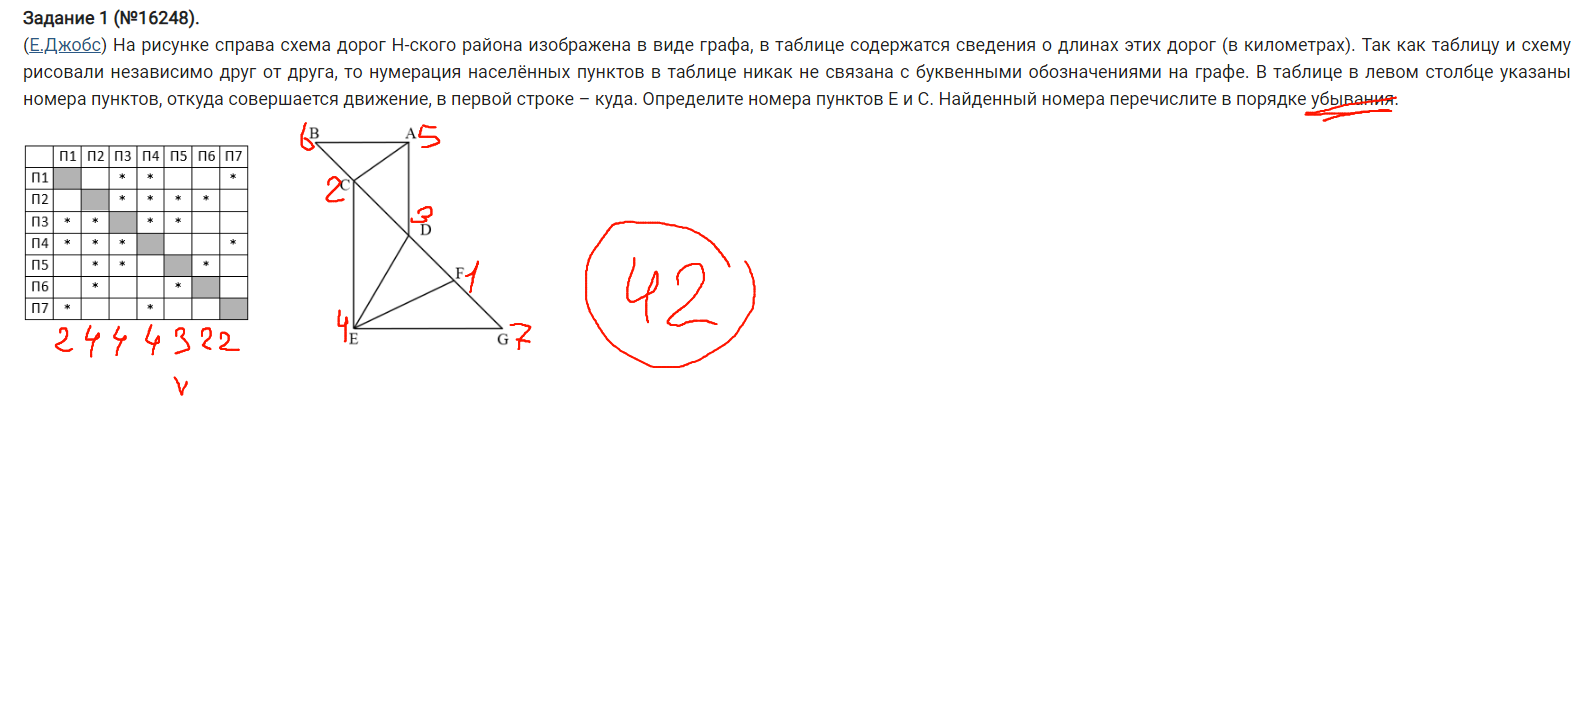 Задание 1 (№16248).
(Е.Джобс) На рисунке справа схема дорог Н-ского района изображена в виде графа, в таблице содержатся сведения о длинах этих дорог (в километрах). Так как таблицу и схему
рисовали независимо друг от друга, то нумерация населённых пунктов в таблице никак не связана с буквенными обозначениями на графе. В таблице в левом столбце указаны
номера пунктов, откуда совершается движение, в первой строке – куда. Определите номера пунктов E и C. Найденный номера перечислите в порядке убывания.
П1 П2 П3 П4 П5 П6 П7
П1 * * *
П2 * * * *
П3 * * * *
П4 * * * *
П5 * * *
П6 * *
П7 * *
2 4 4 4 3 2 2
v
6 B A 5
2 C
3
D
F 1
4
E G 7
42